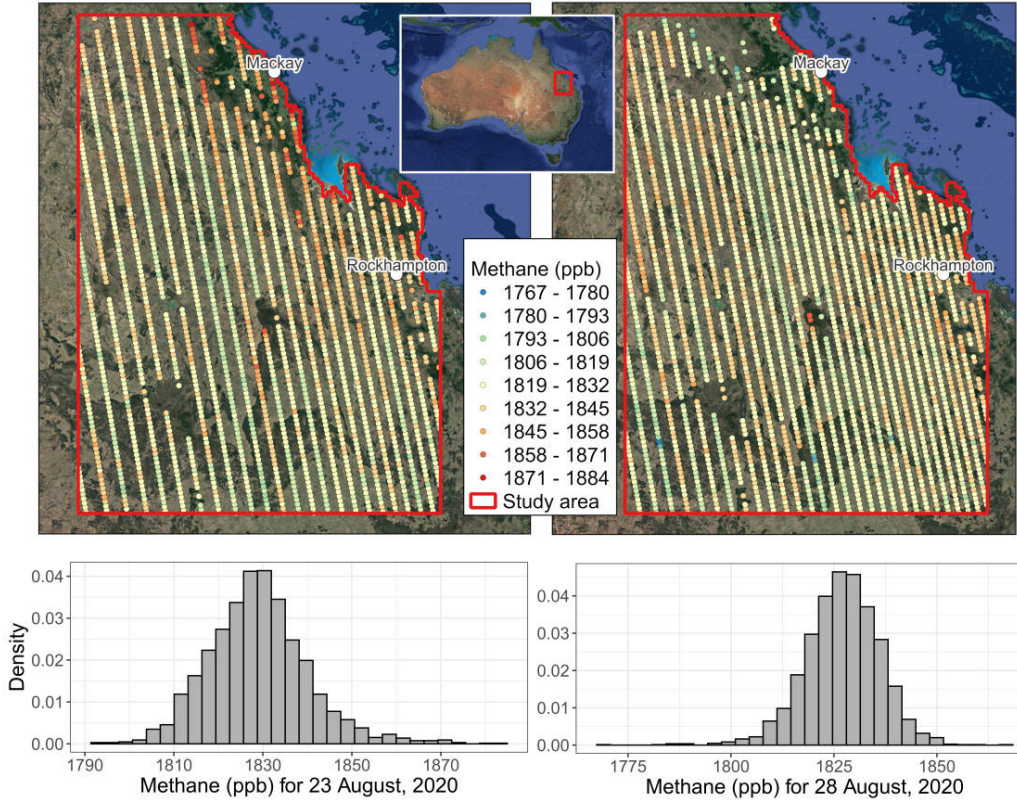 Mackay
Mackay
Rockhampton
Rockhampton
Methane (ppb)
1767 - 1780
1780 - 1793
1793 - 1806
1806 - 1819
1819 - 1832
1832 - 1845
1845 - 1858
1858 - 1871
1871 - 1884
Study area
Density
0.04
0.03
0.02
0.01
0.00
1790
1810
1830
1850
1870
Methane (ppb) for 23 August, 2020
0.04
0.03
0.02
0.01
0.00
1775
1800
1825
1850
Methane (ppb) for 28 August, 2020